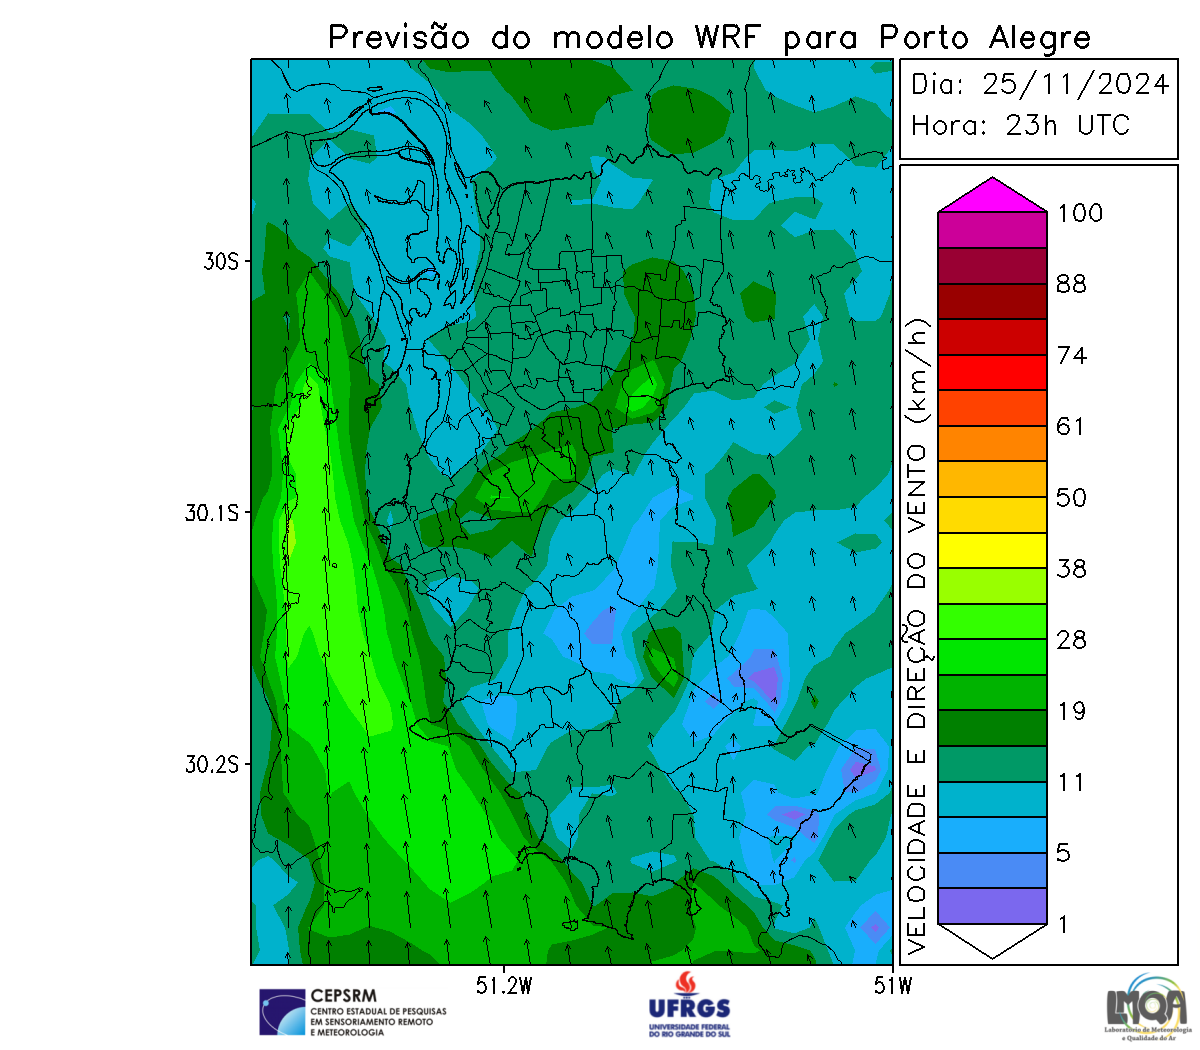 Previsão do modelo WRF para Porto Alegre
Dia: 25/11/2024
Hora: 23h UTC
30S
30.1S
30.2S
51.2W
51W
VELOCIDADE E DIREÇÃO DO VENTO (km/h)
100
88
74
61
50
38
28
19
11
5
1
CEPSRM
CENTRO ESTADUAL DE PESQUISAS
EM SENSORIAMENTO REMOTO
E METEOROLOGIA
UFRGS
UNIVERSIDADE FEDERAL
DO RIO GRANDE DO SUL
LMQA
Laboratório de Meteorologia
e Qualidade do Ar